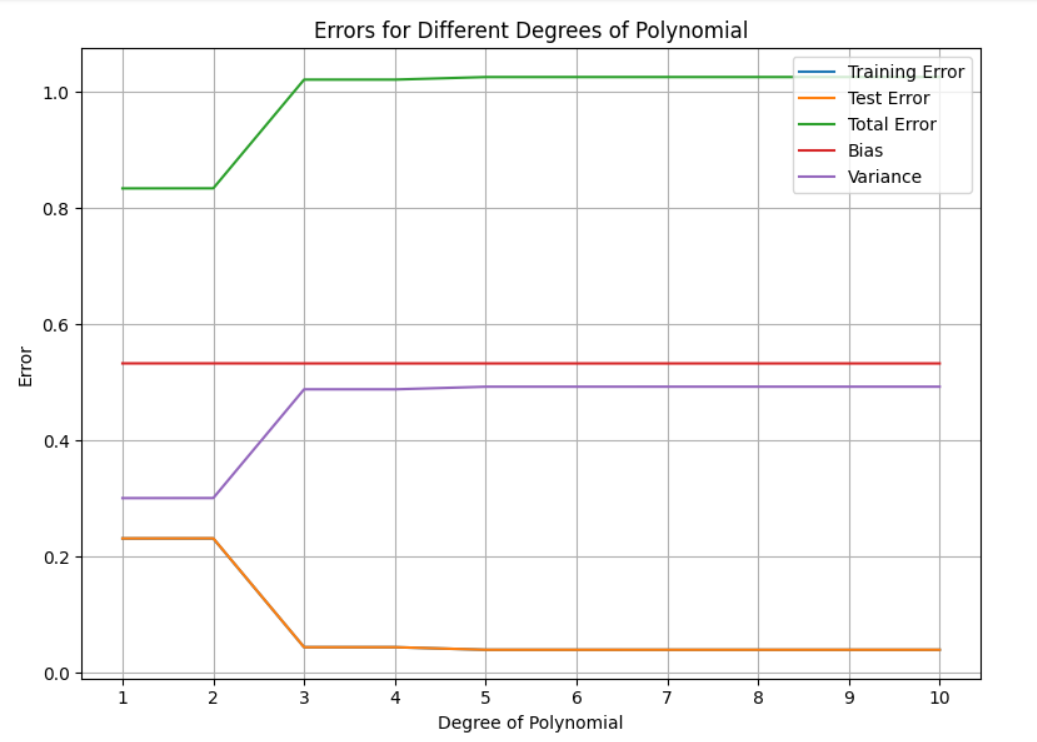 Errors for Different Degrees of Polynomial
Training Error
Test Error
Total Error
Bias
Variance
1.0
0.8
0.6
0.4
0.2
0.0
Error
1 2 3 4 5 6 7 8 9 10
Degree of Polynomial